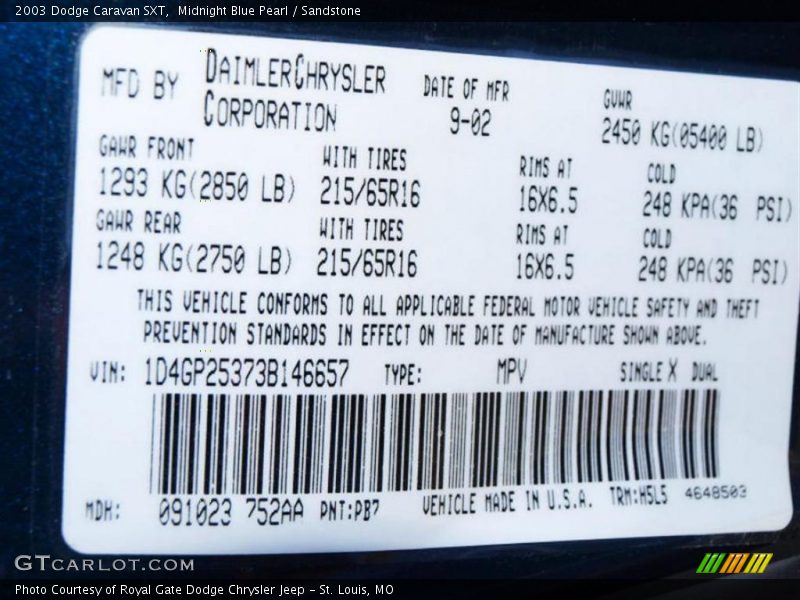 2003 Dodge Caravan SXT, Midnight Blue Pearl / Sandstone
MFD BY DAIMLERCHRYSLER CORPORATION
DATE OF MFR 9-02
GVWR 2450 KG(05400 LB)
GAWR FRONT WITH TIRES RIMS AT COLD
1293 KG(2850 LB) 215/65R16 16X6.5 248 KPA(36 PSI)
GAWR REAR WITH TIRES RIMS AT COLD
1248 KG(2750 LB) 215/65R16 16X6.5 248 KPA(36 PSI)
THIS VEHICLE CONFORMS TO ALL APPLICABLE FEDERAL MOTOR VEHICLE SAFETY AND THEFT
PREVENTION STANDARDS IN EFFECT ON THE DATE OF MANUFACTURE SHOWN ABOVE.
VIN: 1D4GP25373B146657 TYPE: MPV SINGLE X DUAL
MDH: 091023 752AA PNT:PB7 VEHICLE MADE IN U.S.A. TRM:H5L5 4648503
GTCARLOT.COM
Photo Courtesy of Royal Gate Dodge Chrysler Jeep - St. Louis, MO